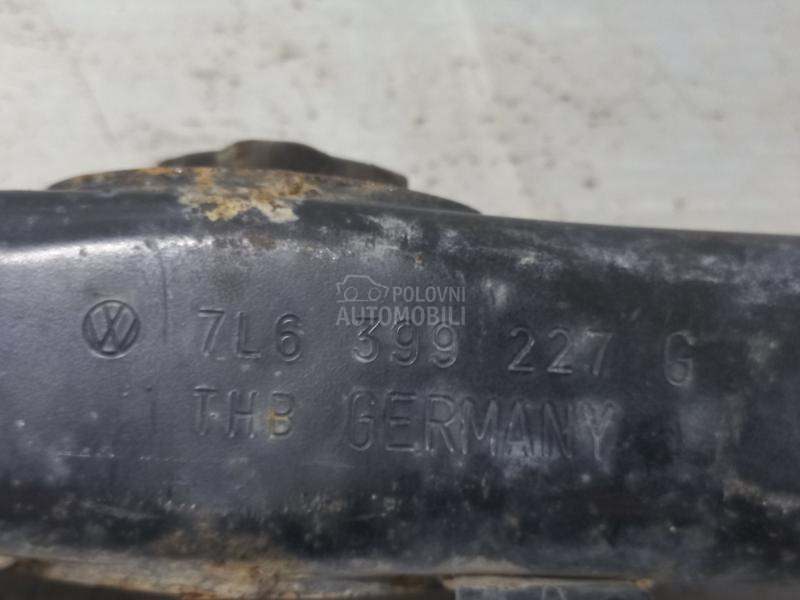 POLOVNI
AUTOMOBILI
7L6 399 227 G
THB GERMANY